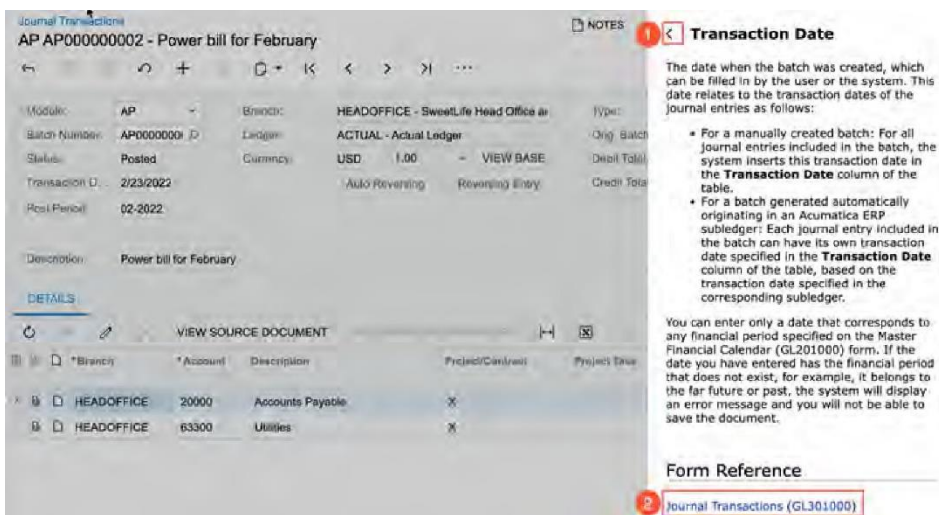 Journal Transactions
AP AP000000002 - Power bill for February
NOTES
Module: AP
Branch: HEADOFFICE - SweetLife Head Office an
Type:
Batch Number: AP0000000
Ledger: ACTUAL - Actual Ledger
Orig. Batch
Status: Posted
Currency: USD 1.00 VIEW BASE
Debit Total
Transaction D... 2/23/2022
Auto Reversing
Reversing Entry
Credit Tota
Post Period: 02-2022
Description: Power bill for February
DETAILS
VIEW SOURCE DOCUMENT
*Branch *Account Description Project/Contract Project Task
HEADOFFICE 20000 Accounts Payable X
HEADOFFICE 63300 Utilities X
1
Transaction Date
The date when the batch was created, which
can be filled in by the user or the system. This
date relates to the transaction dates of the
journal entries as follows:
• For a manually created batch: For all
journal entries included in the batch, the
system inserts this transaction date in
the Transaction Date column of the
table.
• For a batch generated automatically
originating in an Acumatica ERP
subledger: Each journal entry included in
the batch can have its own transaction
date specified in the Transaction Date
column of the table, based on the
transaction date specified in the
corresponding subledger.
You can enter only a date that corresponds to
any financial period specified on the Master
Financial Calendar (GL201000) form. If the
date you have entered has the financial period
that does not exist, for example, it belongs to
the far future or past, the system will display
an error message and you will not be able to
save the document.
Form Reference
2
Journal Transactions (GL301000)